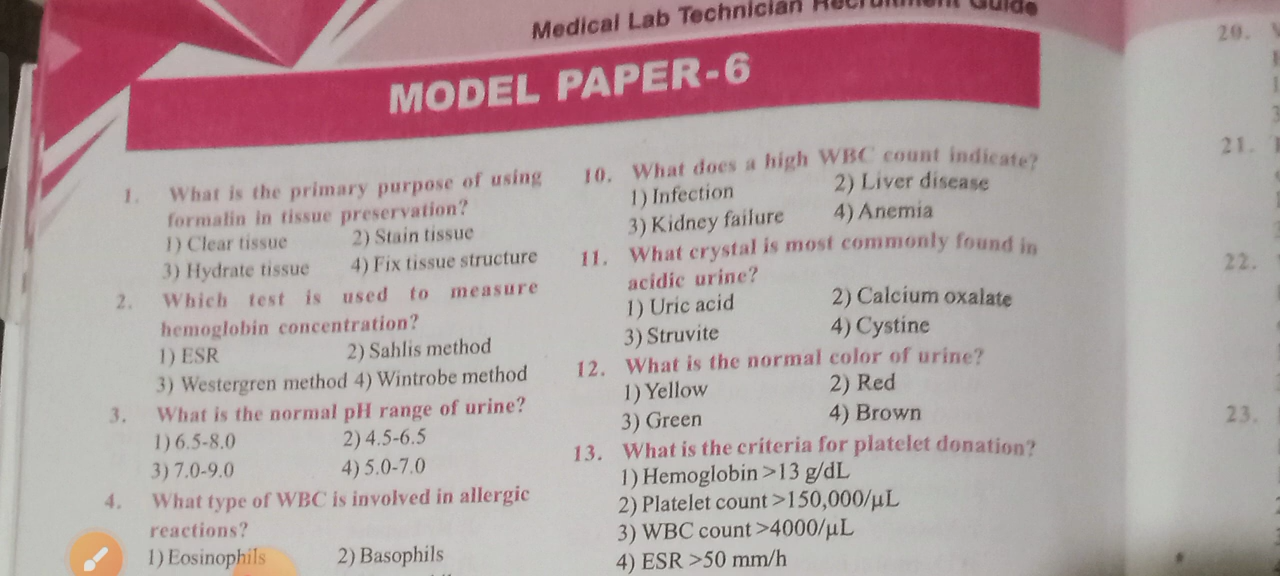 Medical Lab Technician Recruitment Guide
MODEL PAPER-6
1. What is the primary purpose of using
formalin in tissue preservation?
1) Clear tissue 2) Stain tissue
3) Hydrate tissue 4) Fix tissue structure
2. Which test is used to measure
hemoglobin concentration?
1) ESR 2) Sahlis method
3) Westergren method 4) Wintrobe method
3. What is the normal pH range of urine?
1) 6.5-8.0 2) 4.5-6.5
3) 7.0-9.0 4) 5.0-7.0
4. What type of WBC is involved in allergic
reactions?
1) Eosinophils 2) Basophils
10. What does a high WBC count indicate?
1) Infection 2) Liver disease
3) Kidney failure 4) Anemia
11. What crystal is most commonly found in
acidic urine?
1) Uric acid 2) Calcium oxalate
3) Struvite 4) Cystine
12. What is the normal color of urine?
1) Yellow 2) Red
3) Green 4) Brown
13. What is the criteria for platelet donation?
1) Hemoglobin >13 g/dL
2) Platelet count >150,000/μL
3) WBC count >4000/μL
4) ESR >50 mm/h
20.
21.
22.
23.